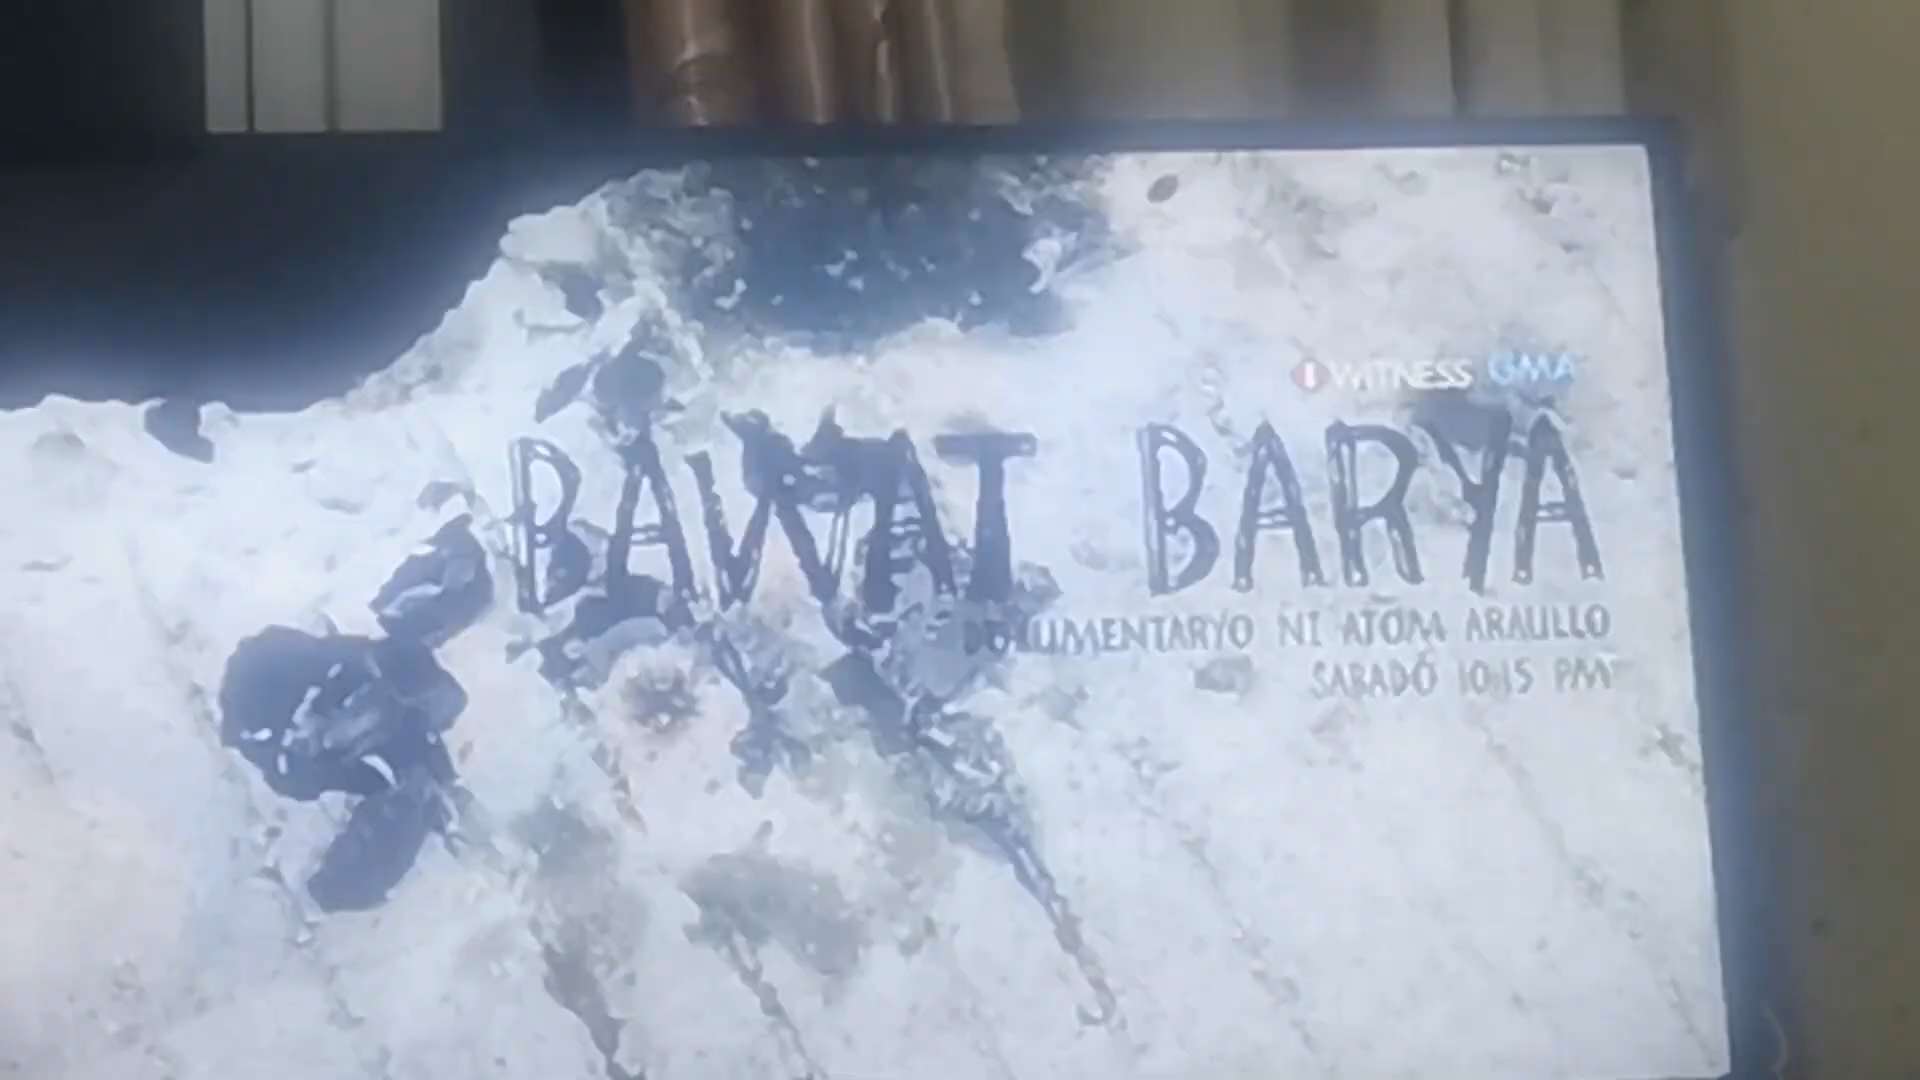 I WITNESS GMA
BAWAT BARYA
DOKUMENTARYO NI ATOM ARAULLO
SABADO 10:15 PM